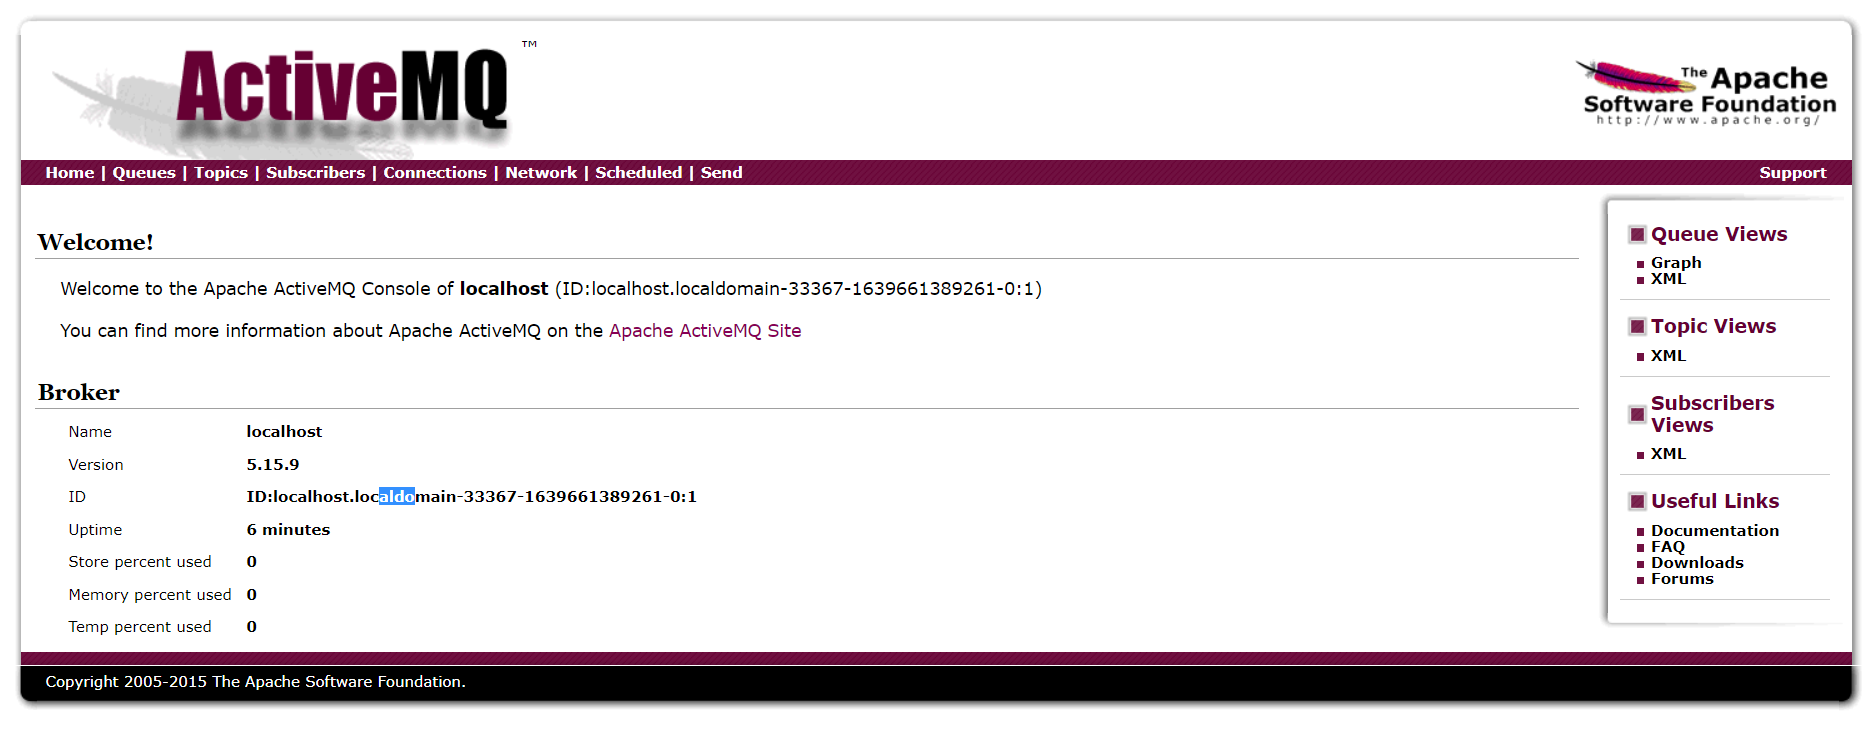 ActiveMQ ™
The Apache
Software Foundation
http://www.apache.org/
Home | Queues | Topics | Subscribers | Connections | Network | Scheduled | Send
Support
Welcome!
Welcome to the Apache ActiveMQ Console of localhost (ID:localhost.localdomain-33367-1639661389261-0:1)
You can find more information about Apache ActiveMQ on the Apache ActiveMQ Site
Broker
Name localhost
Version 5.15.9
ID ID:localhost.localdomain-33367-1639661389261-0:1
Uptime 6 minutes
Store percent used 0
Memory percent used 0
Temp percent used 0
Queue Views
Graph
XML
Topic Views
XML
Subscribers
Views
XML
Useful Links
Documentation
FAQ
Downloads
Forums
Copyright 2005-2015 The Apache Software Foundation.